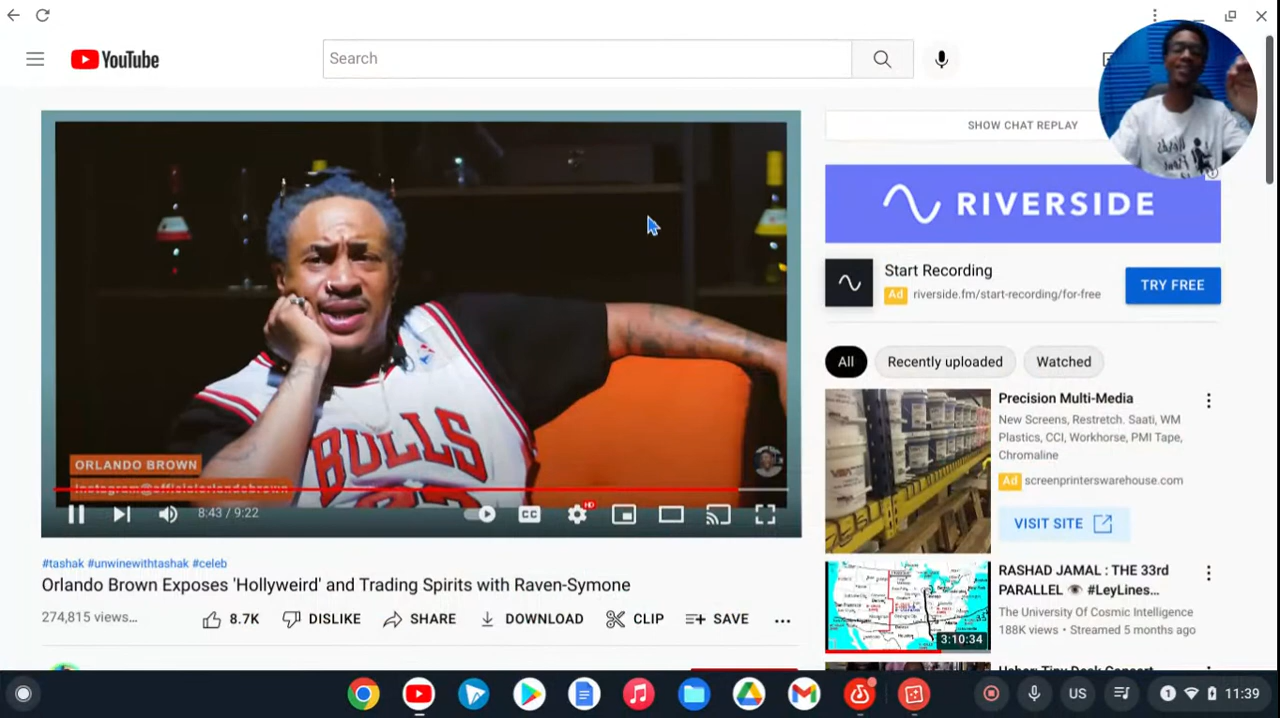 YouTube
Search
SHOW CHAT REPLAY
RIVERSIDE
Start Recording
Ad riverside.fm/start-recording/for-free
TRY FREE
All
Recently uploaded
Watched
BULLS
ORLANDO BROWN
8:43 / 9:22
CC
HD
#tashak #unwinewithtashak #celeb
Orlando Brown Exposes 'Hollyweird' and Trading Spirits with Raven-Symone
274,815 views...
8.7K
DISLIKE
SHARE
DOWNLOAD
CLIP
SAVE
Precision Multi-Media
New Screens, Restretch. Saati, WM
Plastics, CCI, Workhorse, PMI Tape,
Chromaline
Ad screenprinterswarehouse.com
VISIT SITE
RASHAD JAMAL : THE 33rd
PARALLEL 👁 #LeyLines...
The University Of Cosmic Intelligence
188K views • Streamed 5 months ago
3:10:34
US
1
11:39